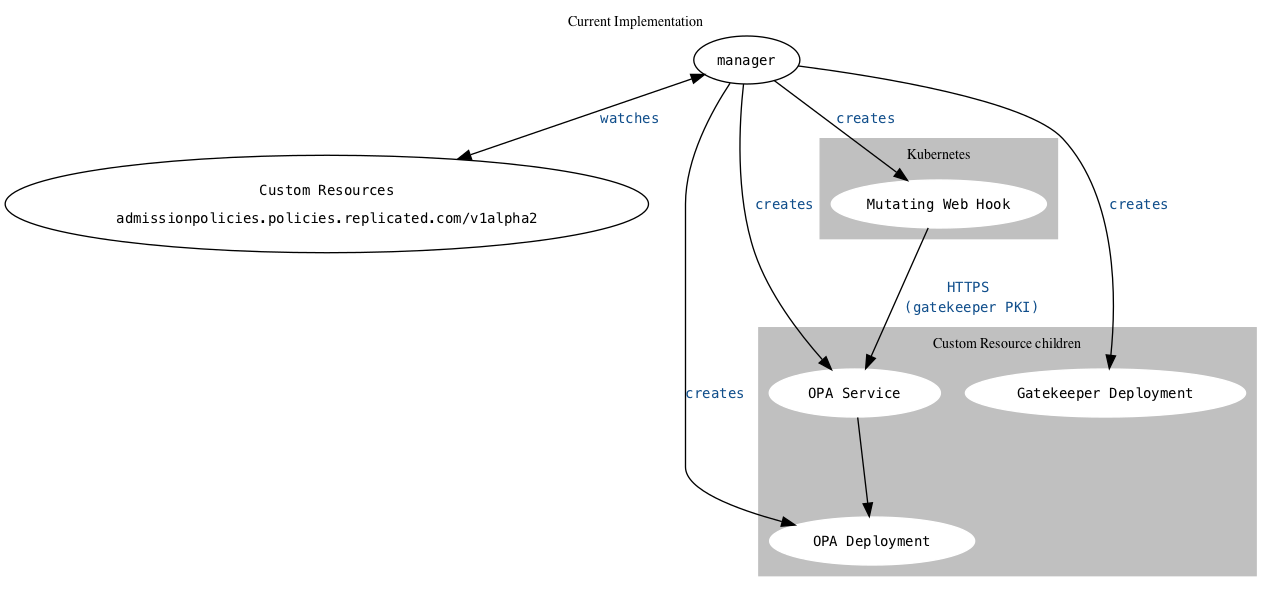 Current Implementation
manager
watches
creates
Kubernetes
Custom Resources
admissionpolicies.policies.replicated.com/v1alpha2
creates
Mutating Web Hook
creates
HTTPS
(gatekeeper PKI)
Custom Resource children
creates
OPA Service
Gatekeeper Deployment
OPA Deployment